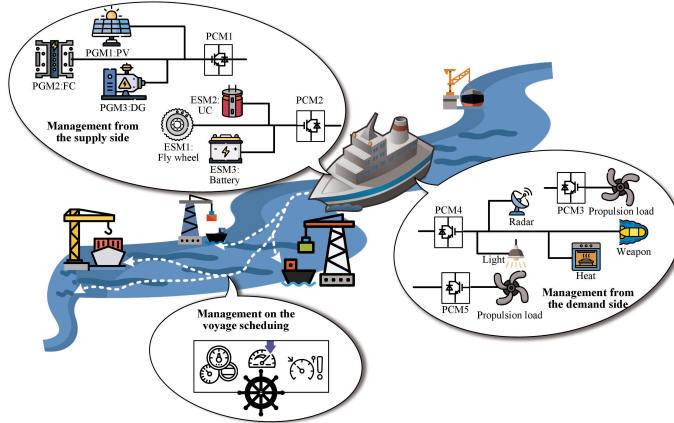 PGM1:PV
PCM1
PGM2:FC
PGM3:DG
Management from
the supply side
ESM2:
UC
PCM2
ESM1:
Fly wheel
ESM3:
Battery
PCM3
Propulsion load
PCM4
Radar
Light
Weapon
Heat
PCM5
Propulsion load
Management from
the demand side
Management on the
voyage scheduing